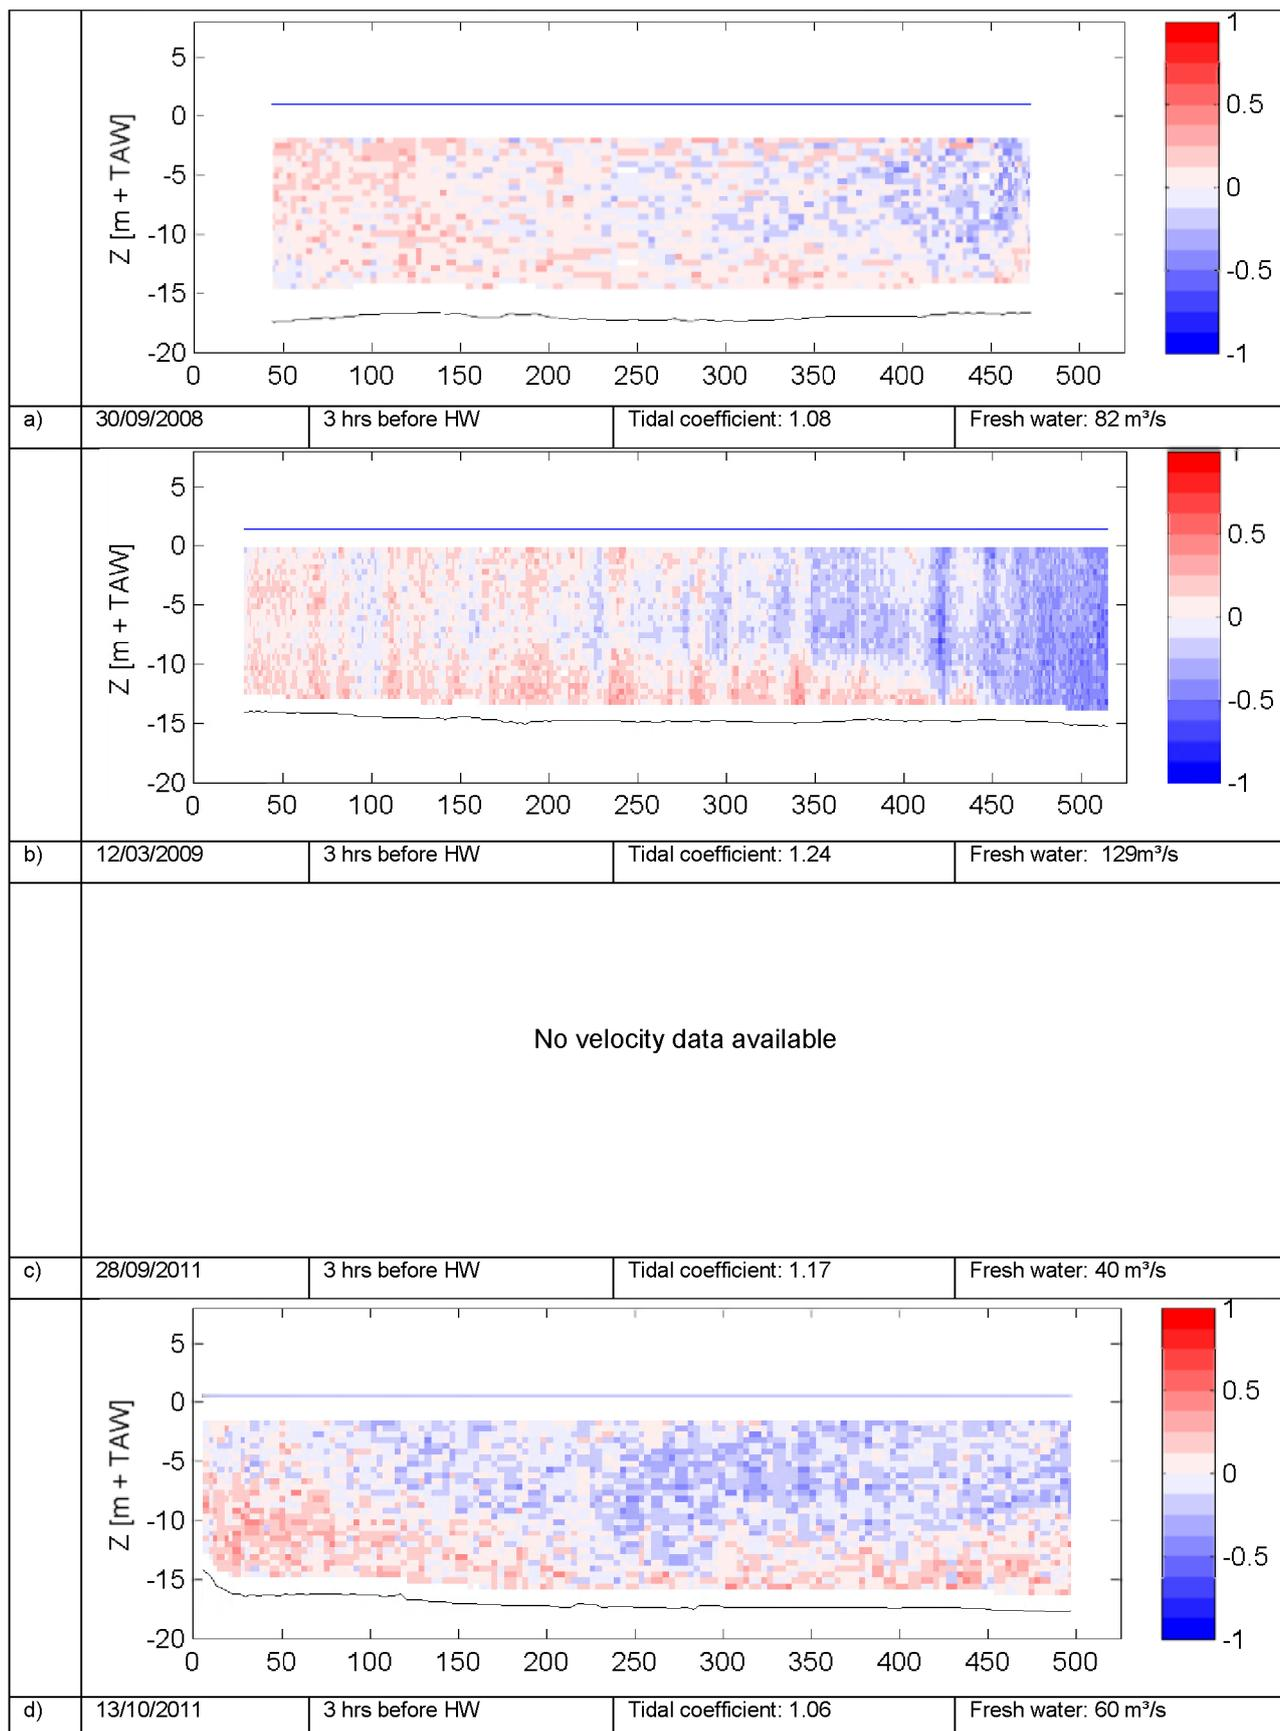 1
5
0.5
0
Z [m + TAW]
-5
0
-10
-0.5
-15
-20
-1
0 50 100 150 200 250 300 350 400 450 500
a) 30/09/2008 3 hrs before HW Tidal coefficient: 1.08 Fresh water: 82 m³/s
5
0.5
0
Z [m + TAW]
-5
0
-10
-0.5
-15
-20
-1
0 50 100 150 200 250 300 350 400 450 500
b) 12/03/2009 3 hrs before HW Tidal coefficient: 1.24 Fresh water: 129m³/s
No velocity data available
c) 28/09/2011 3 hrs before HW Tidal coefficient: 1.17 Fresh water: 40 m³/s
1
5
0.5
0
Z [m + TAW]
-5
0
-10
-0.5
-15
-20
-1
0 50 100 150 200 250 300 350 400 450 500
d) 13/10/2011 3 hrs before HW Tidal coefficient: 1.06 Fresh water: 60 m³/s